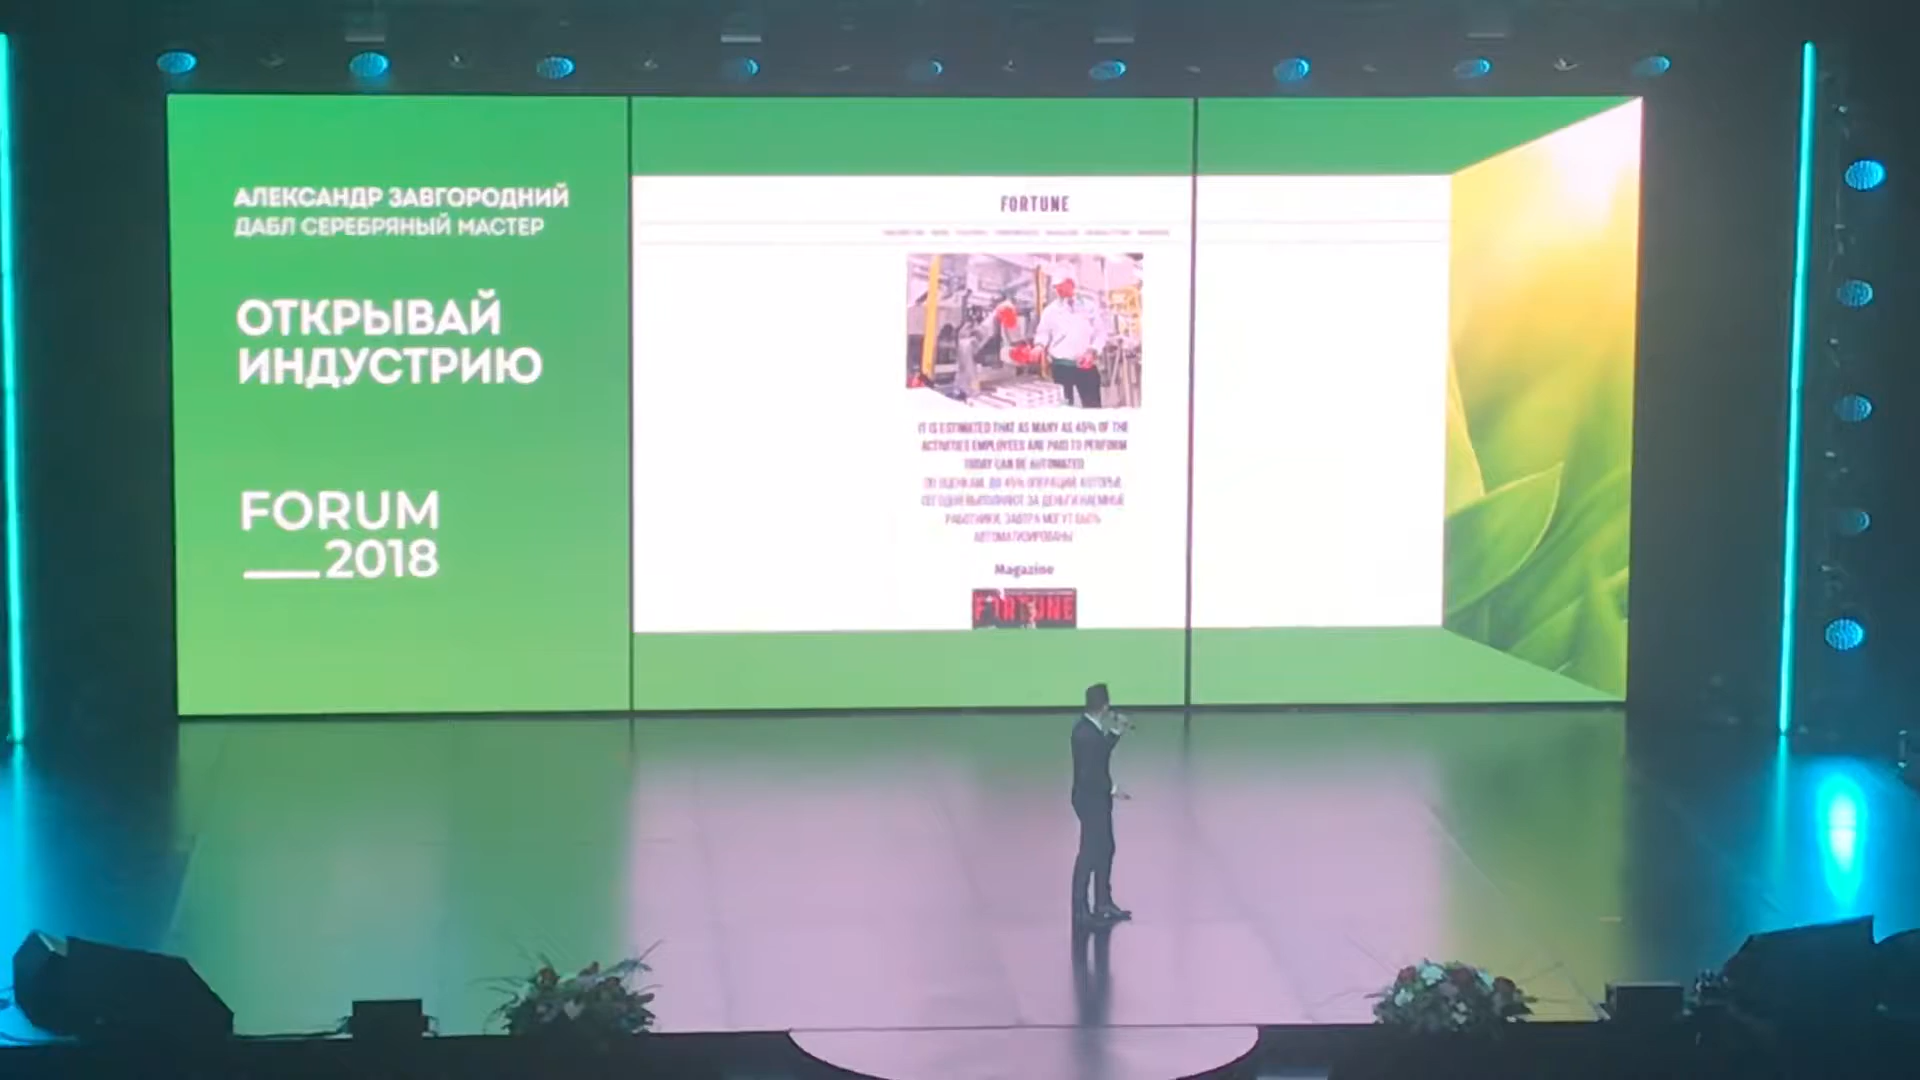 АЛЕКСАНДР ЗАВГОРОДНИЙ
ДАБЛ СЕРЕБРЯНЫЙ МАСТЕР
ОТКРЫВАЙ
ИНДУСТРИЮ
FORUM
2018
FORTUNE
IT IS ESTIMATED THAT AS MANY AS 45% OF THE
ACTIVITIES EMPLOYEES ARE PAID TO PERFORM
TODAY CAN BE AUTOMATED
ПО ОЦЕНКАМ, ДО 45% ОПЕРАЦИЙ, КОТОРЫЕ
СЕГОДНЯ ВЫПОЛНЯЮТ ЗА ДЕНЬГИ НАЕМНЫЕ
РАБОТНИКИ, ЗАВТРА МОГУТ БЫТЬ
АВТОМАТИЗИРОВАНЫ
Magazine
FORTUNE